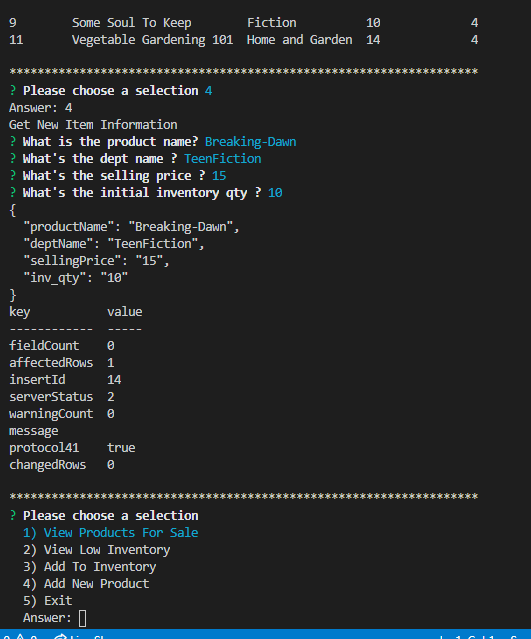 9 Some Soul To Keep Fiction 10 4
11 Vegetable Gardening 101 Home and Garden 14 4
*******************************************************************
? Please choose a selection 4
Answer: 4
Get New Item Information
? What is the product name? Breaking-Dawn
? What's the dept name ? TeenFiction
? What's the selling price ? 15
? What's the initial inventory qty ? 10
{
"productName": "Breaking-Dawn",
"deptName": "TeenFiction",
"sellingPrice": "15",
"inv_qty": "10"
}
key value
------------ -----
fieldCount 0
affectedRows 1
insertId 14
serverStatus 2
warningCount 0
message
protocol41 true
changedRows 0
*******************************************************************
? Please choose a selection
1) View Products For Sale
2) View Low Inventory
3) Add To Inventory
4) Add New Product
5) Exit
Answer: